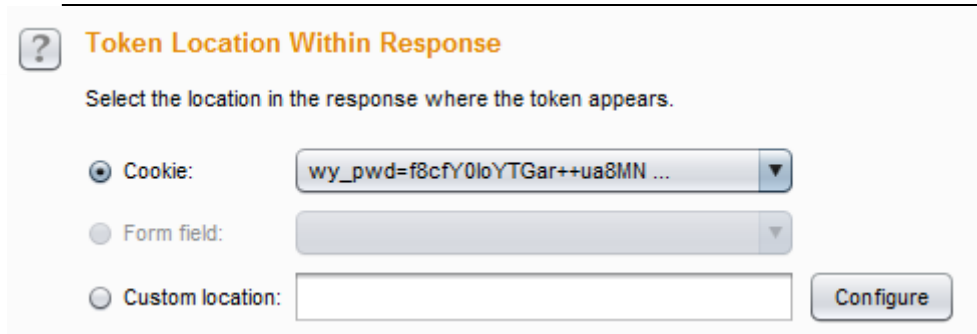 ?
Token Location Within Response
Select the location in the response where the token appears.
Cookie: wy_pwd=f8cfY0loYTGar++ua8MN ...
Form field:
Custom location: Configure